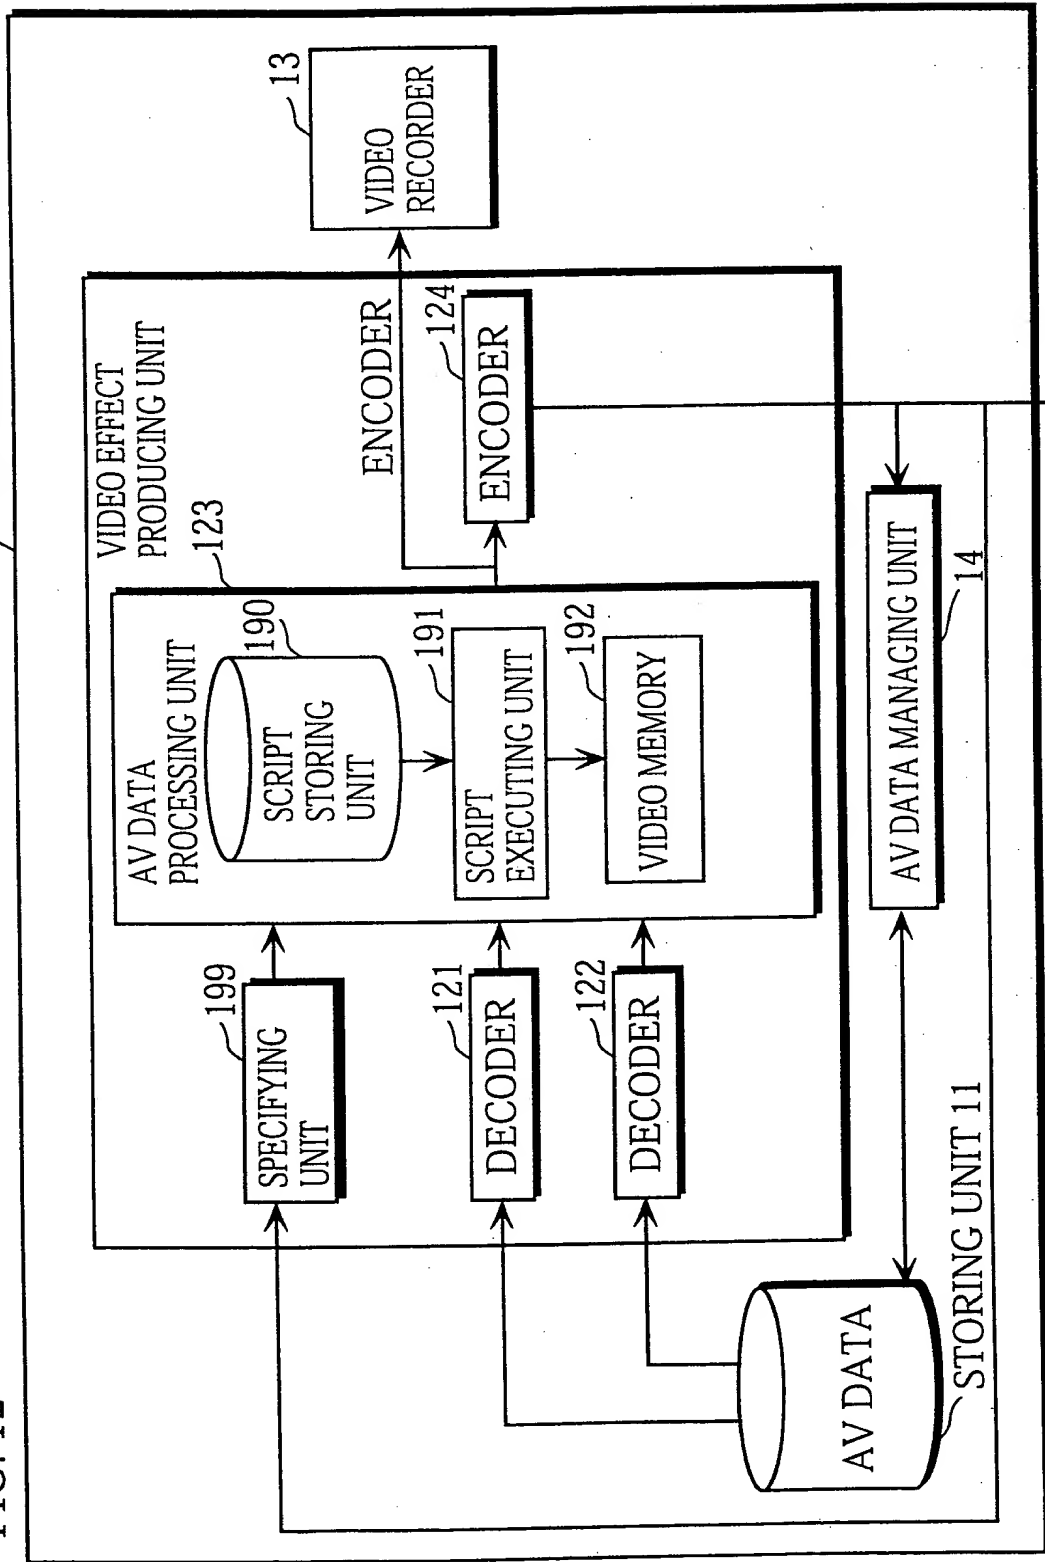 VIDEO EFFECT
PRODUCING UNIT
AV DATA
PROCESSING UNIT
123
SCRIPT
STORING
UNIT
190
SCRIPT
EXECUTING UNIT
191
VIDEO MEMORY
192
SPECIFYING
UNIT
199
DECODER
121
DECODER
122
ENCODER
ENCODER
124
VIDEO
RECORDER
13
AV DATA
STORING UNIT 11
AV DATA MANAGING UNIT
14